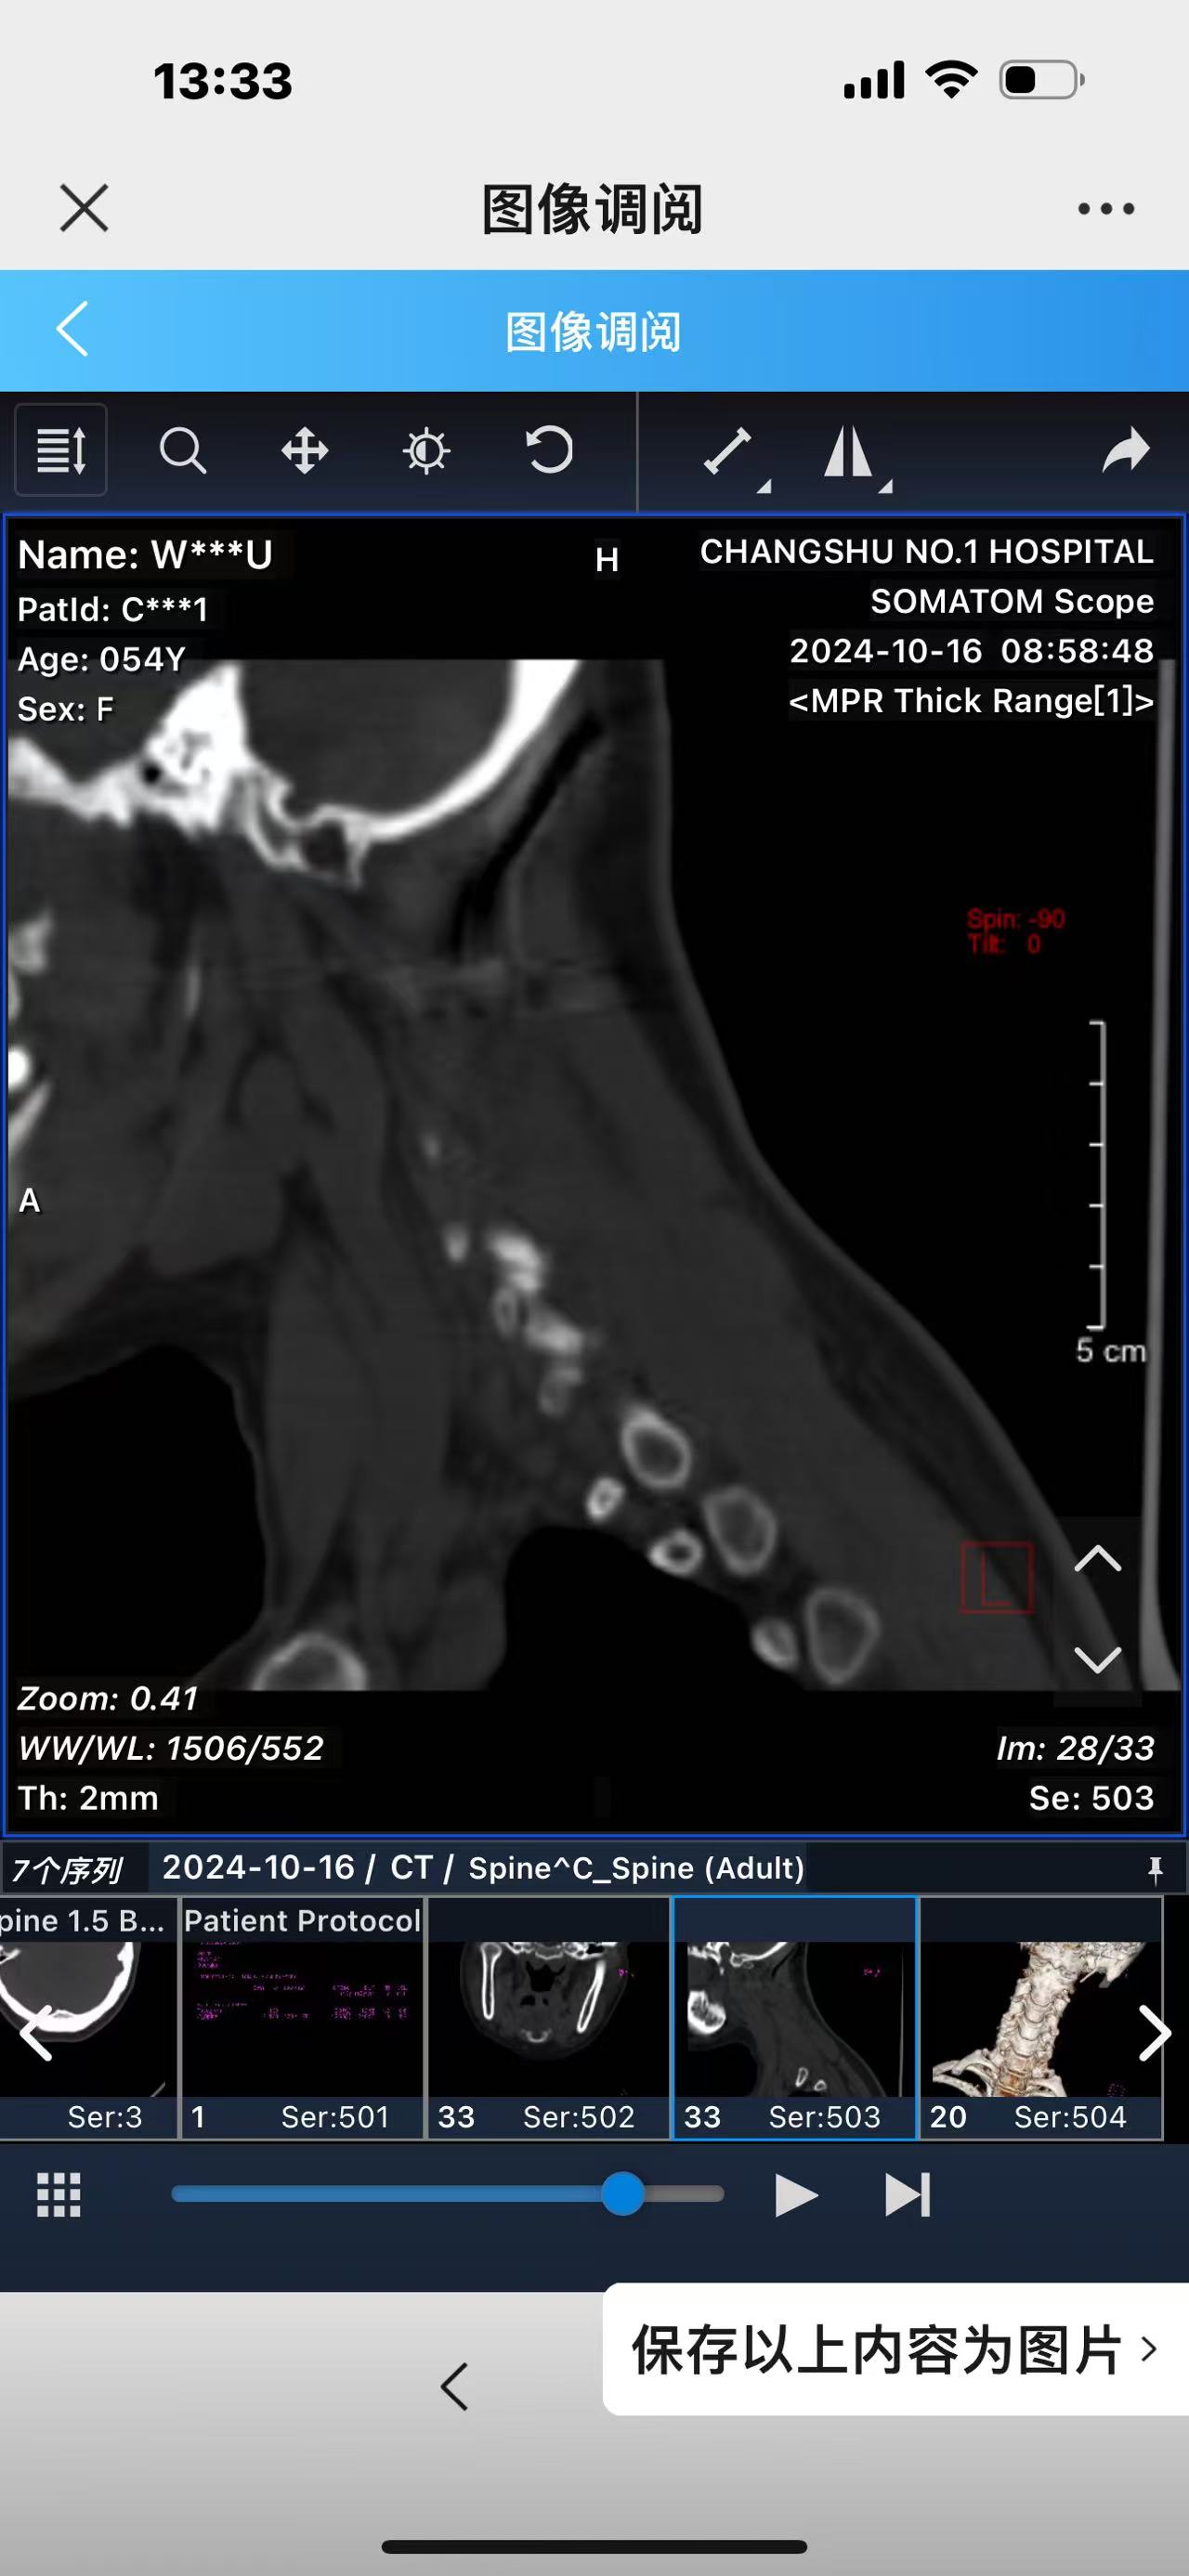 13:33
图像调阅
图像调阅
Name: W***U
PatId: C***1
Age: 054Y
Sex: F
H
CHANGSHU NO.1 HOSPITAL
SOMATOM Scope
2024-10-16 08:58:48
<MPR Thick Range[1]>
Spin: -90
Tilt: 0
A
5 cm
L
Zoom: 0.41
WW/WL: 1506/552
Th: 2mm
Im: 28/33
Se: 503
7个序列
2024-10-16 / CT / Spine^C_Spine (Adult)
pine 1.5 B...
Patient Protocol
Ser:3
1 Ser:501
33 Ser:502
33 Ser:503
20 Ser:504
保存以上内容为图片